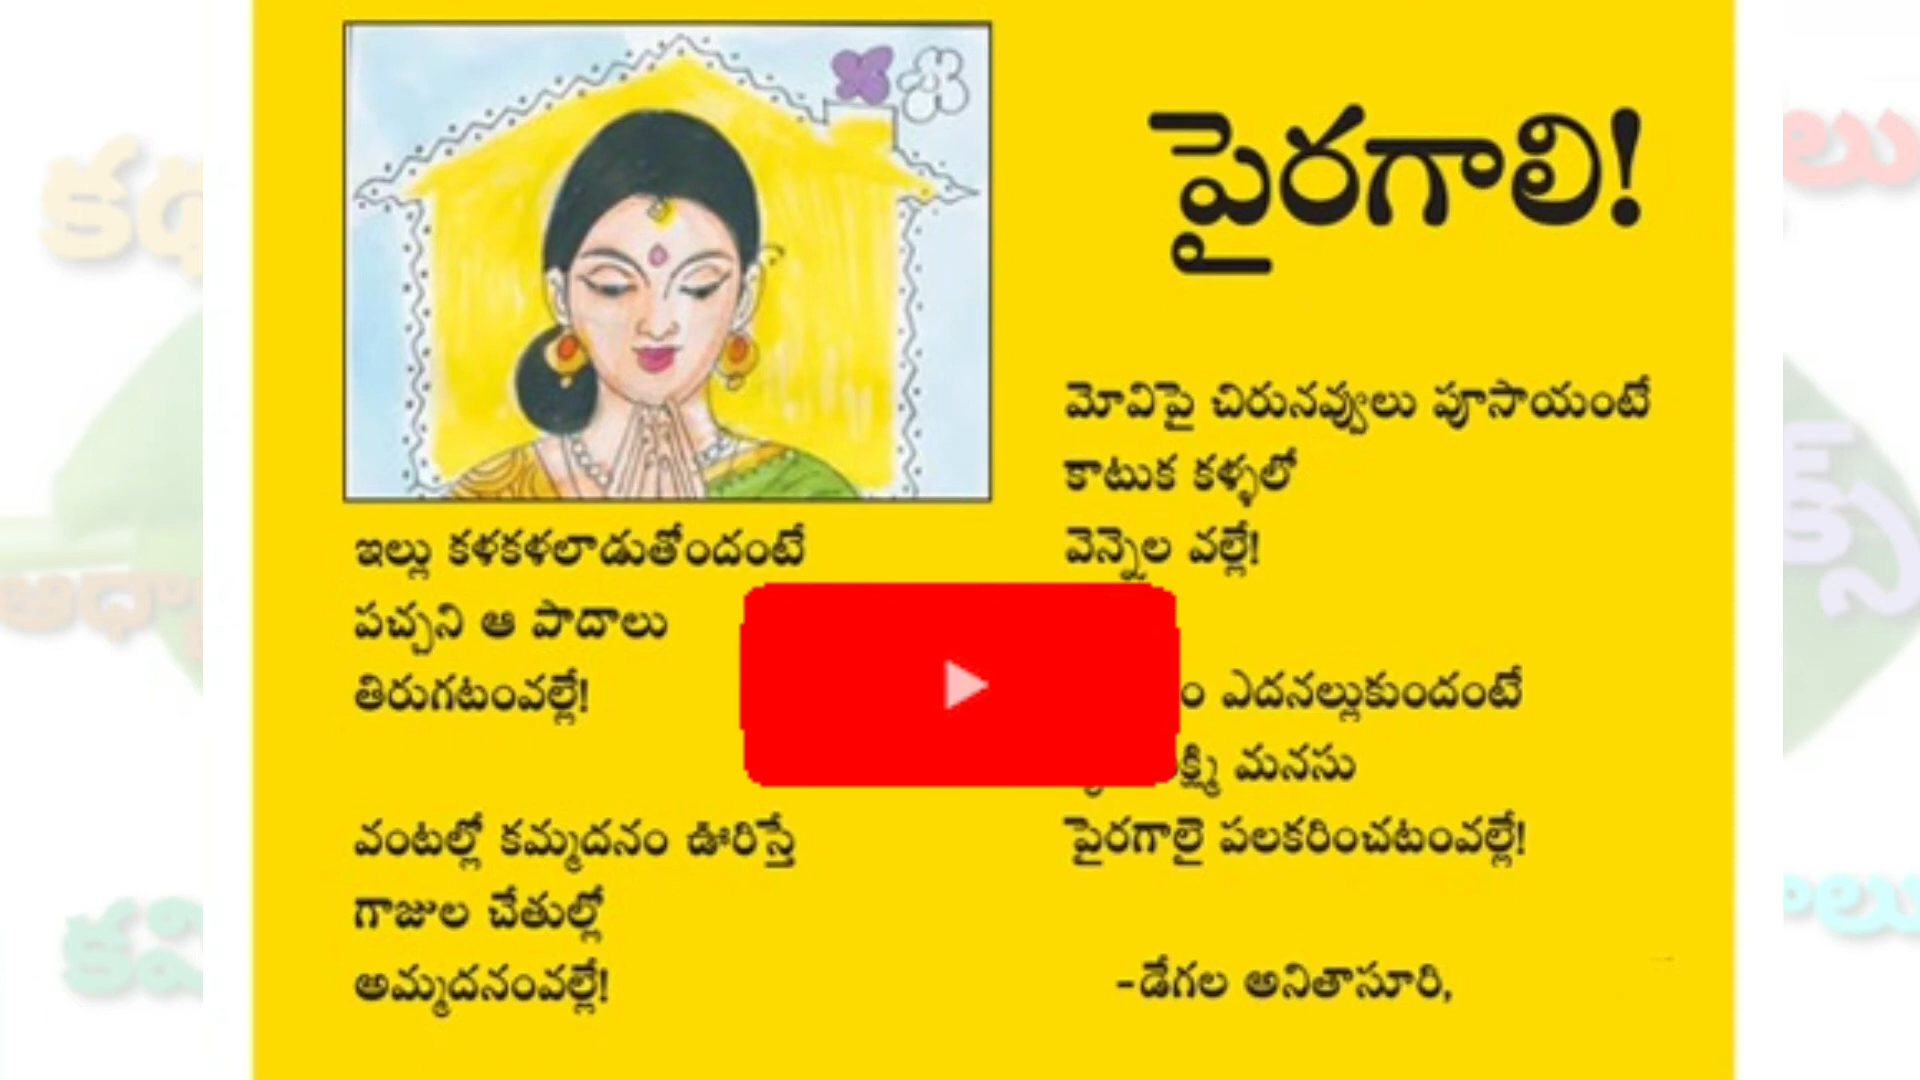 పైరగాలి!
ఇల్లు కళకళలాడుతోందంటే
పచ్చని ఆ పాదాలు
తిరుగటంవల్లే!
వంటల్లో కమ్మదనం ఊరిస్తే
గాజుల చేతుల్లో
అమ్మదనంవల్లే!
మోవిపై చిరునవ్వులు పూసాయంటే
కాటుక కళ్ళలో
వెన్నెల వల్లే!
ఎదనల్లుకుందంటే
మనసు
పైరగాలై పలకరించటంవల్లే!
-డేగల అనితాసూరి,